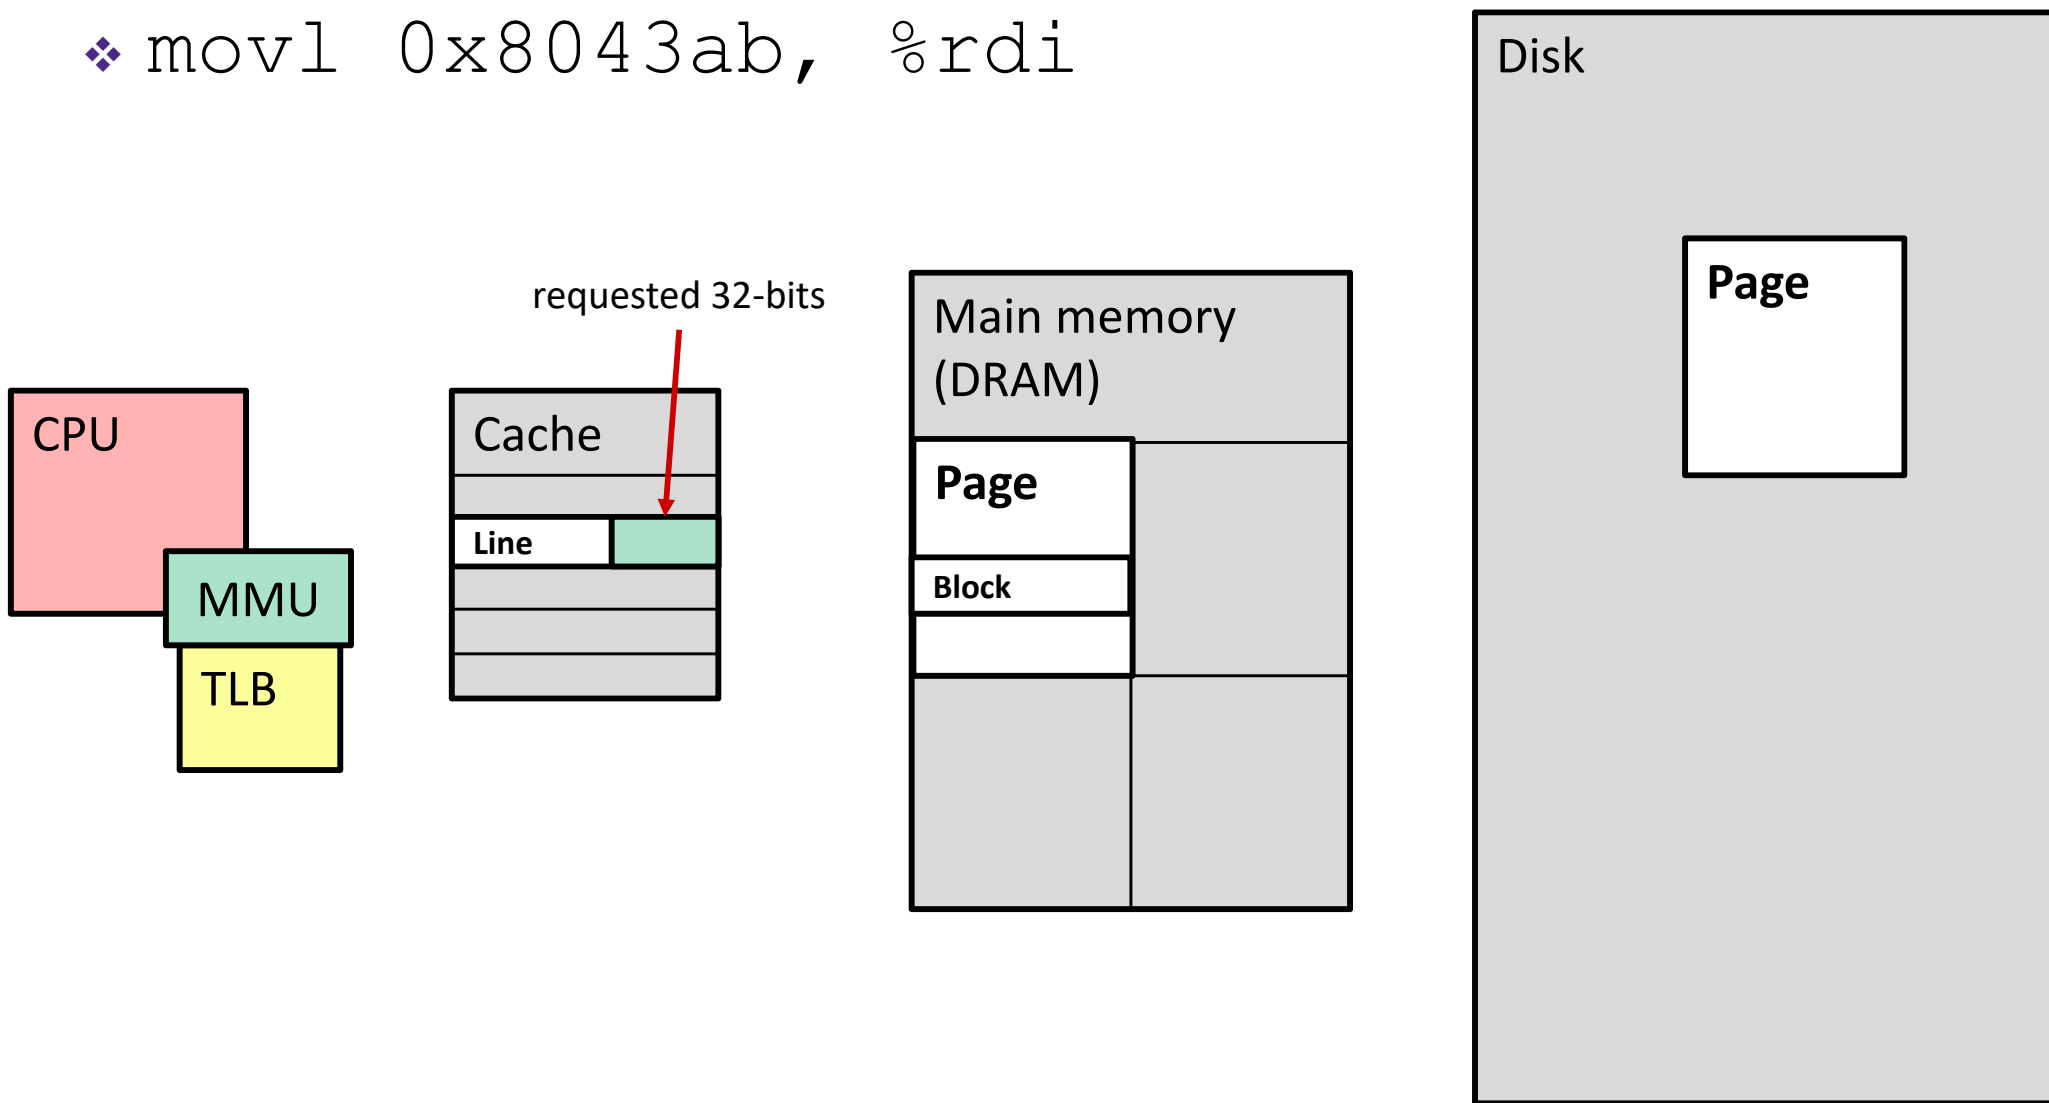 ❖ movl 0x8043ab, %rdi
Disk
Page
requested 32-bits
Main memory
(DRAM)
CPU
Cache
Page
Line
Block
MMU
TLB